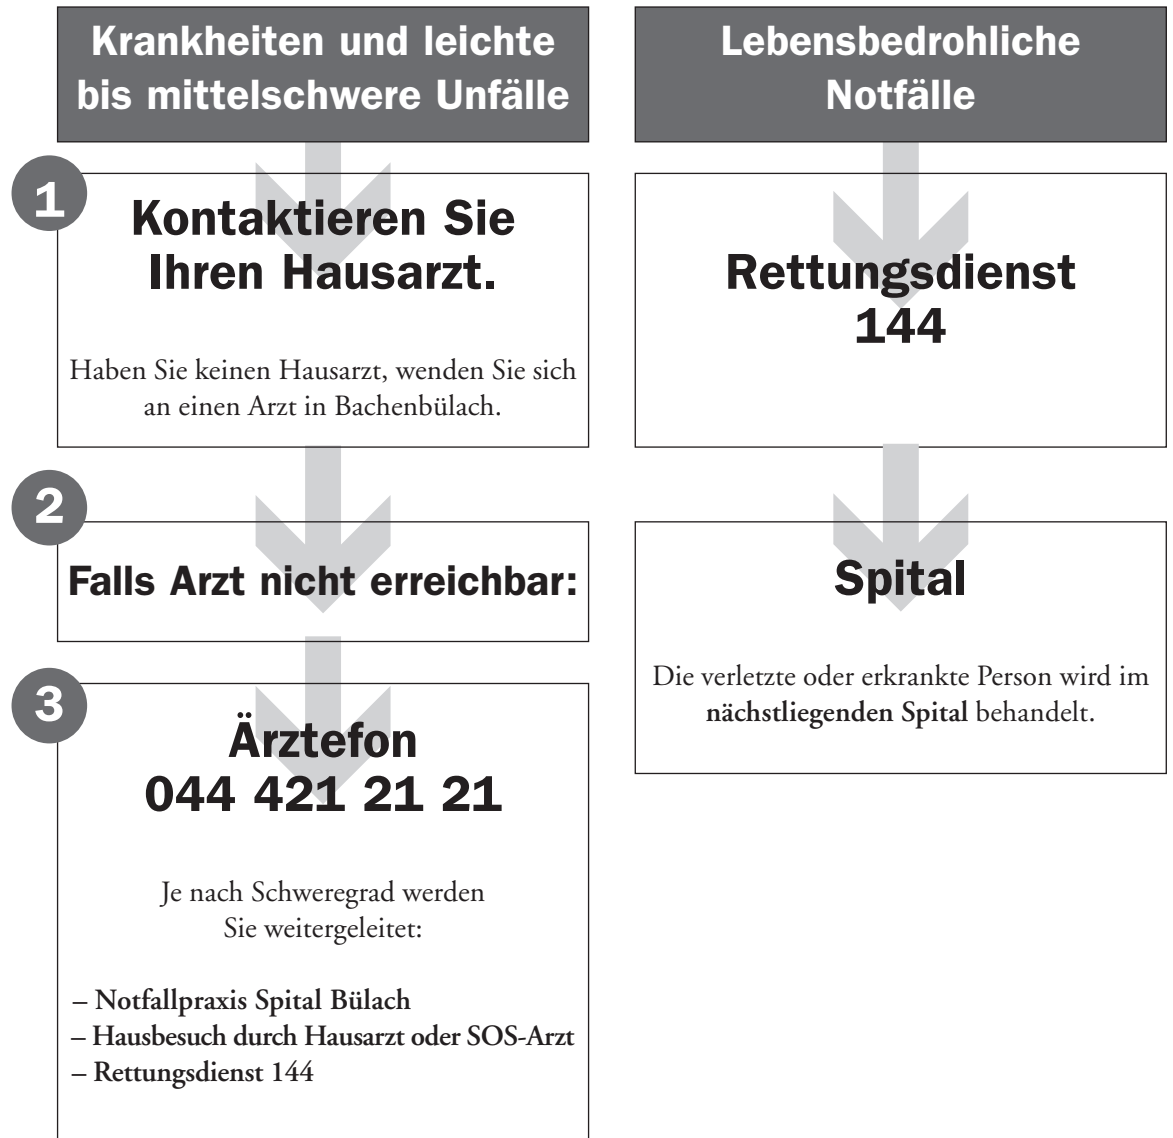 Krankheiten und leichte
bis mittelschwere Unfälle
1
Kontaktieren Sie
Ihren Hausarzt.
Haben Sie keinen Hausarzt, wenden Sie sich
an einen Arzt in Bachenbülach.
2
Falls Arzt nicht erreichbar:
3
Ärztefon
044 421 21 21
Je nach Schweregrad werden
Sie weitergeleitet:
– Notfallpraxis Spital Bülach
– Hausbesuch durch Hausarzt oder SOS-Arzt
– Rettungsdienst 144
Lebensbedrohliche
Notfälle
Rettungsdienst
144
Spital
Die verletzte oder erkrankte Person wird im
nächstliegenden Spital behandelt.